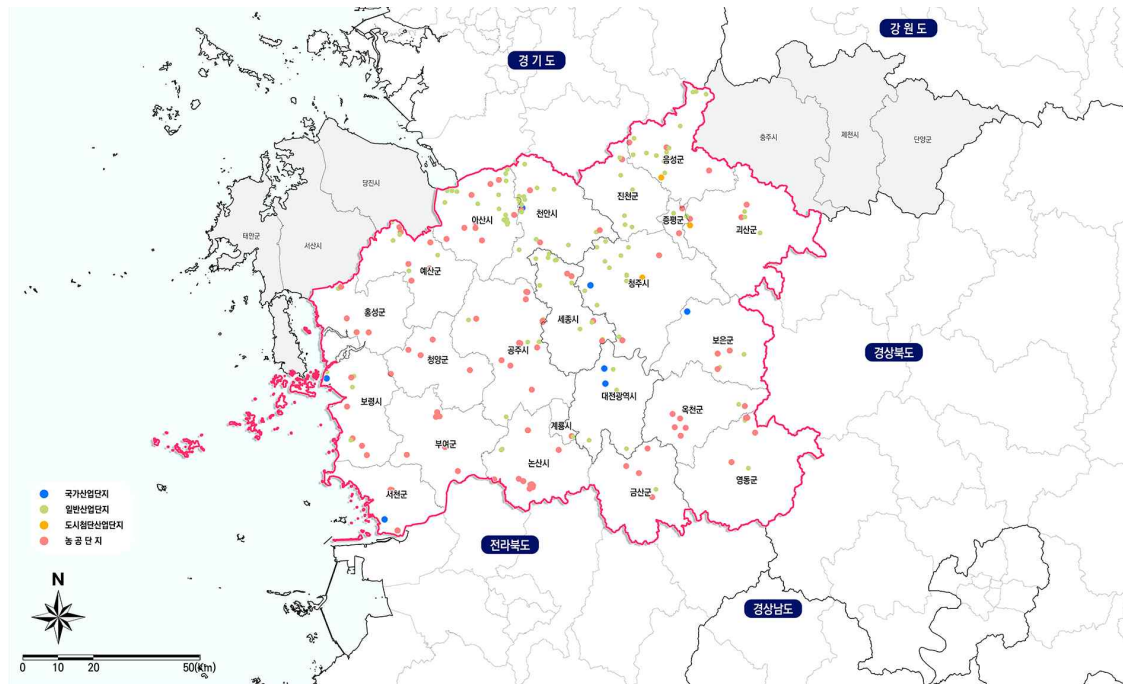 강 원 도
경 기 도
충주시
제천시
단양군
음성군
당진시
진천군
아산시
천안시
증평군
괴산군
태안군
서산시
예산군
청주시
홍성군
세종시
보은군
공주시
청양군
경상북도
대전광역시
보령시
옥천군
부여군
계룡시
논산시
영동군
금산군
서천군
국가산업단지
일반산업단지
도시첨단산업단지
농 공 단 지
전라북도
N
경상남도
0 10 20 50(Km)